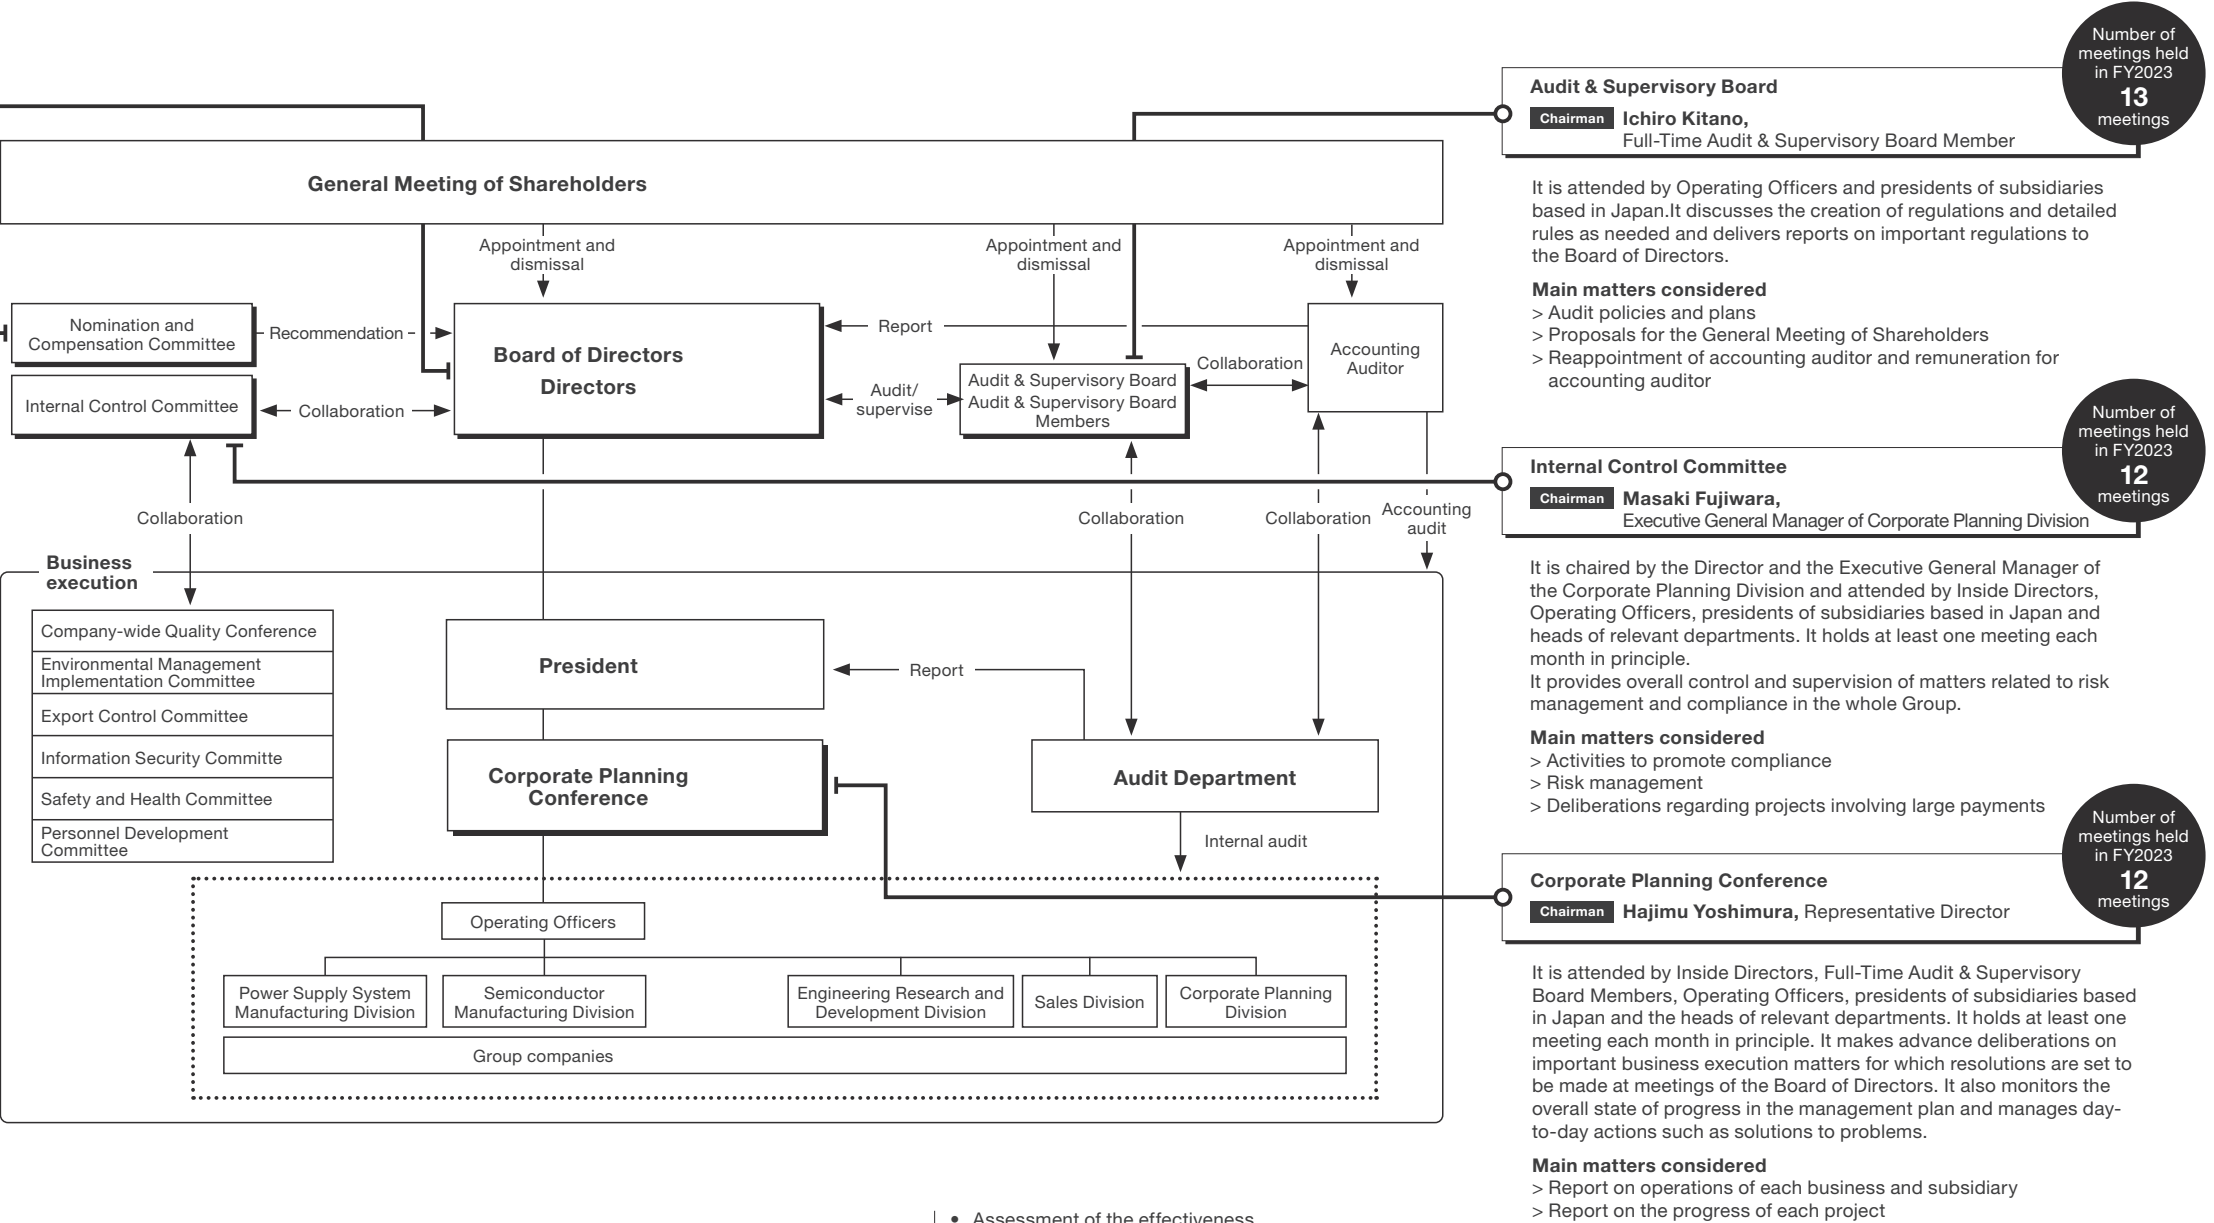 General Meeting of Shareholders
Appointment and
dismissal
Appointment and
dismissal
Appointment and
dismissal
Nomination and
Compensation Committee
Recommendation
Internal Control Committee
Collaboration
Board of Directors
Directors
Report
Audit/
supervise
Audit & Supervisory Board
Audit & Supervisory Board
Members
Collaboration
Accounting
Auditor
Collaboration
Collaboration
Collaboration
Accounting
audit
Business
execution
Company-wide Quality Conference
Environmental Management
Implementation Committee
Export Control Committee
Information Security Committe
Safety and Health Committee
Personnel Development
Committee
President
Report
Corporate Planning
Conference
Audit Department
Internal audit
Operating Officers
Power Supply System
Manufacturing Division
Semiconductor
Manufacturing Division
Engineering Research and
Development Division
Sales Division
Corporate Planning
Division
Group companies
Audit & Supervisory Board
Chairman Ichiro Kitano,
Full-Time Audit & Supervisory Board Member
Number of
meetings held
in FY2023
13
meetings
It is attended by Operating Officers and presidents of subsidiaries
based in Japan.It discusses the creation of regulations and detailed
rules as needed and delivers reports on important regulations to
the Board of Directors.
Main matters considered
> Audit policies and plans
> Proposals for the General Meeting of Shareholders
> Reappointment of accounting auditor and remuneration for
accounting auditor
Internal Control Committee
Chairman Masaki Fujiwara,
Executive General Manager of Corporate Planning Division
Number of
meetings held
in FY2023
12
meetings
It is chaired by the Director and the Executive General Manager of
the Corporate Planning Division and attended by Inside Directors,
Operating Officers, presidents of subsidiaries based in Japan and
heads of relevant departments. It holds at least one meeting each
month in principle.
It provides overall control and supervision of matters related to risk
management and compliance in the whole Group.
Main matters considered
> Activities to promote compliance
> Risk management
> Deliberations regarding projects involving large payments
Corporate Planning Conference
Chairman Hajimu Yoshimura, Representative Director
Number of
meetings held
in FY2023
12
meetings
It is attended by Inside Directors, Full-Time Audit & Supervisory
Board Members, Operating Officers, presidents of subsidiaries based
in Japan and the heads of relevant departments. It holds at least one
meeting each month in principle. It makes advance deliberations on
important business execution matters for which resolutions are set to
be made at meetings of the Board of Directors. It also monitors the
overall state of progress in the management plan and manages day-
to-day actions such as solutions to problems.
Main matters considered
> Report on operations of each business and subsidiary
> Report on the progress of each project
• Assessment of the effectiveness